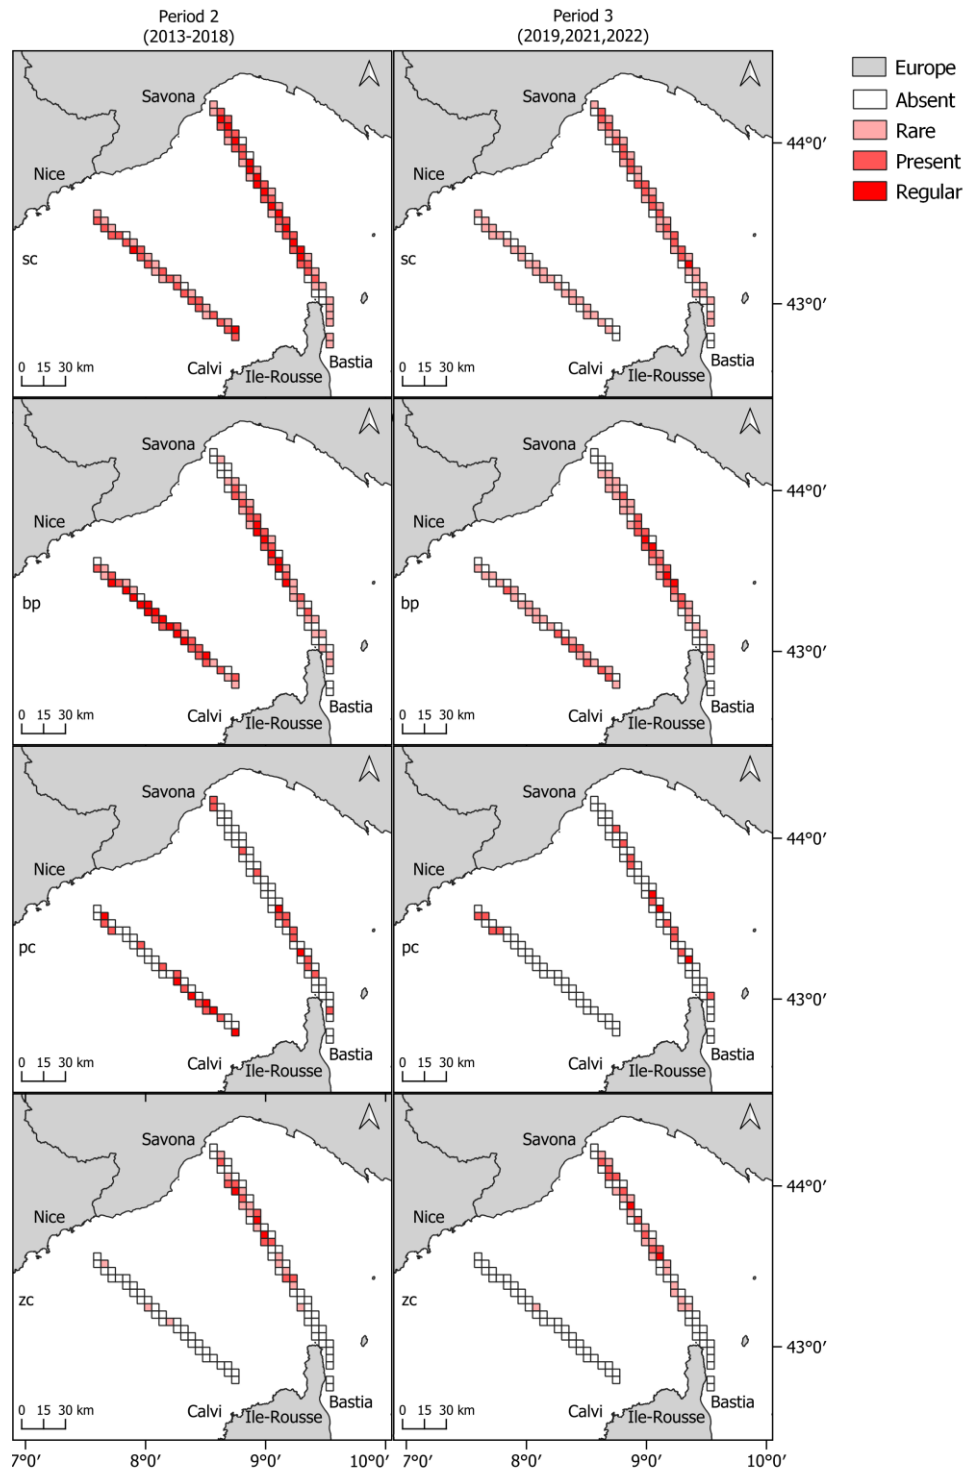 Period 2
(2013-2018)
Period 3
(2019,2021,2022)
Europe
Absent
Rare
Present
Regular
Savona
Nice
sc
0 15 30 km
Calvi
Ile-Rousse
Bastia
Savona
Nice
sc
0 15 30 km
Calvi
Ile-Rousse
Bastia
44°0′
43°0′
Savona
Nice
bp
0 15 30 km
Calvi
Ile-Rousse
Bastia
Savona
Nice
bp
0 15 30 km
Calvi
Ile-Rousse
Bastia
44°0′
43°0′
Savona
Nice
pc
0 15 30 km
Calvi
Ile-Rousse
Bastia
Savona
Nice
pc
0 15 30 km
Calvi
Ile-Rousse
Bastia
44°0′
43°0′
Savona
Nice
zc
0 15 30 km
Calvi
Ile-Rousse
Bastia
Savona
Nice
zc
0 15 30 km
Calvi
Ile-Rousse
Bastia
44°0′
43°0′
7°0′ 8°0′ 9°0′ 10°0′ 7°0′ 8°0′ 9°0′ 10°0′